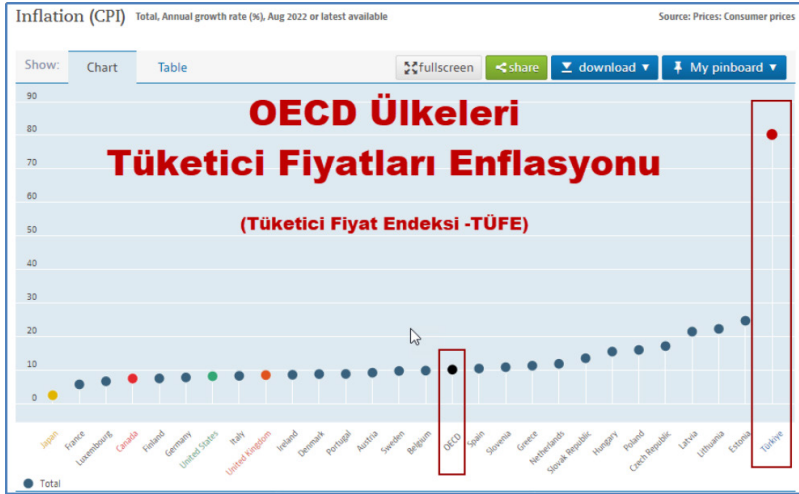 Inflation (CPI) Total, Annual growth rate (%), Aug 2022 or latest available Source: Prices: Consumer prices
Show: Chart Table fullscreen share download ▼ My pinboard ▼
OECD Ülkeleri
Tüketici Fiyatları Enflasyonu
(Tüketici Fiyat Endeksi -TÜFE)
90
80
70
60
50
40
30
20
10
0
Japan
France
Luxembourg
Canada
Finland
Germany
United States
Italy
United Kingdom
Ireland
Denmark
Portugal
Austria
Sweden
Belgium
OECD
Spain
Slovenia
Greece
Netherlands
Slovak Republic
Hungary
Poland
Czech Republic
Latvia
Lithuania
Estonia
Türkiye
Total